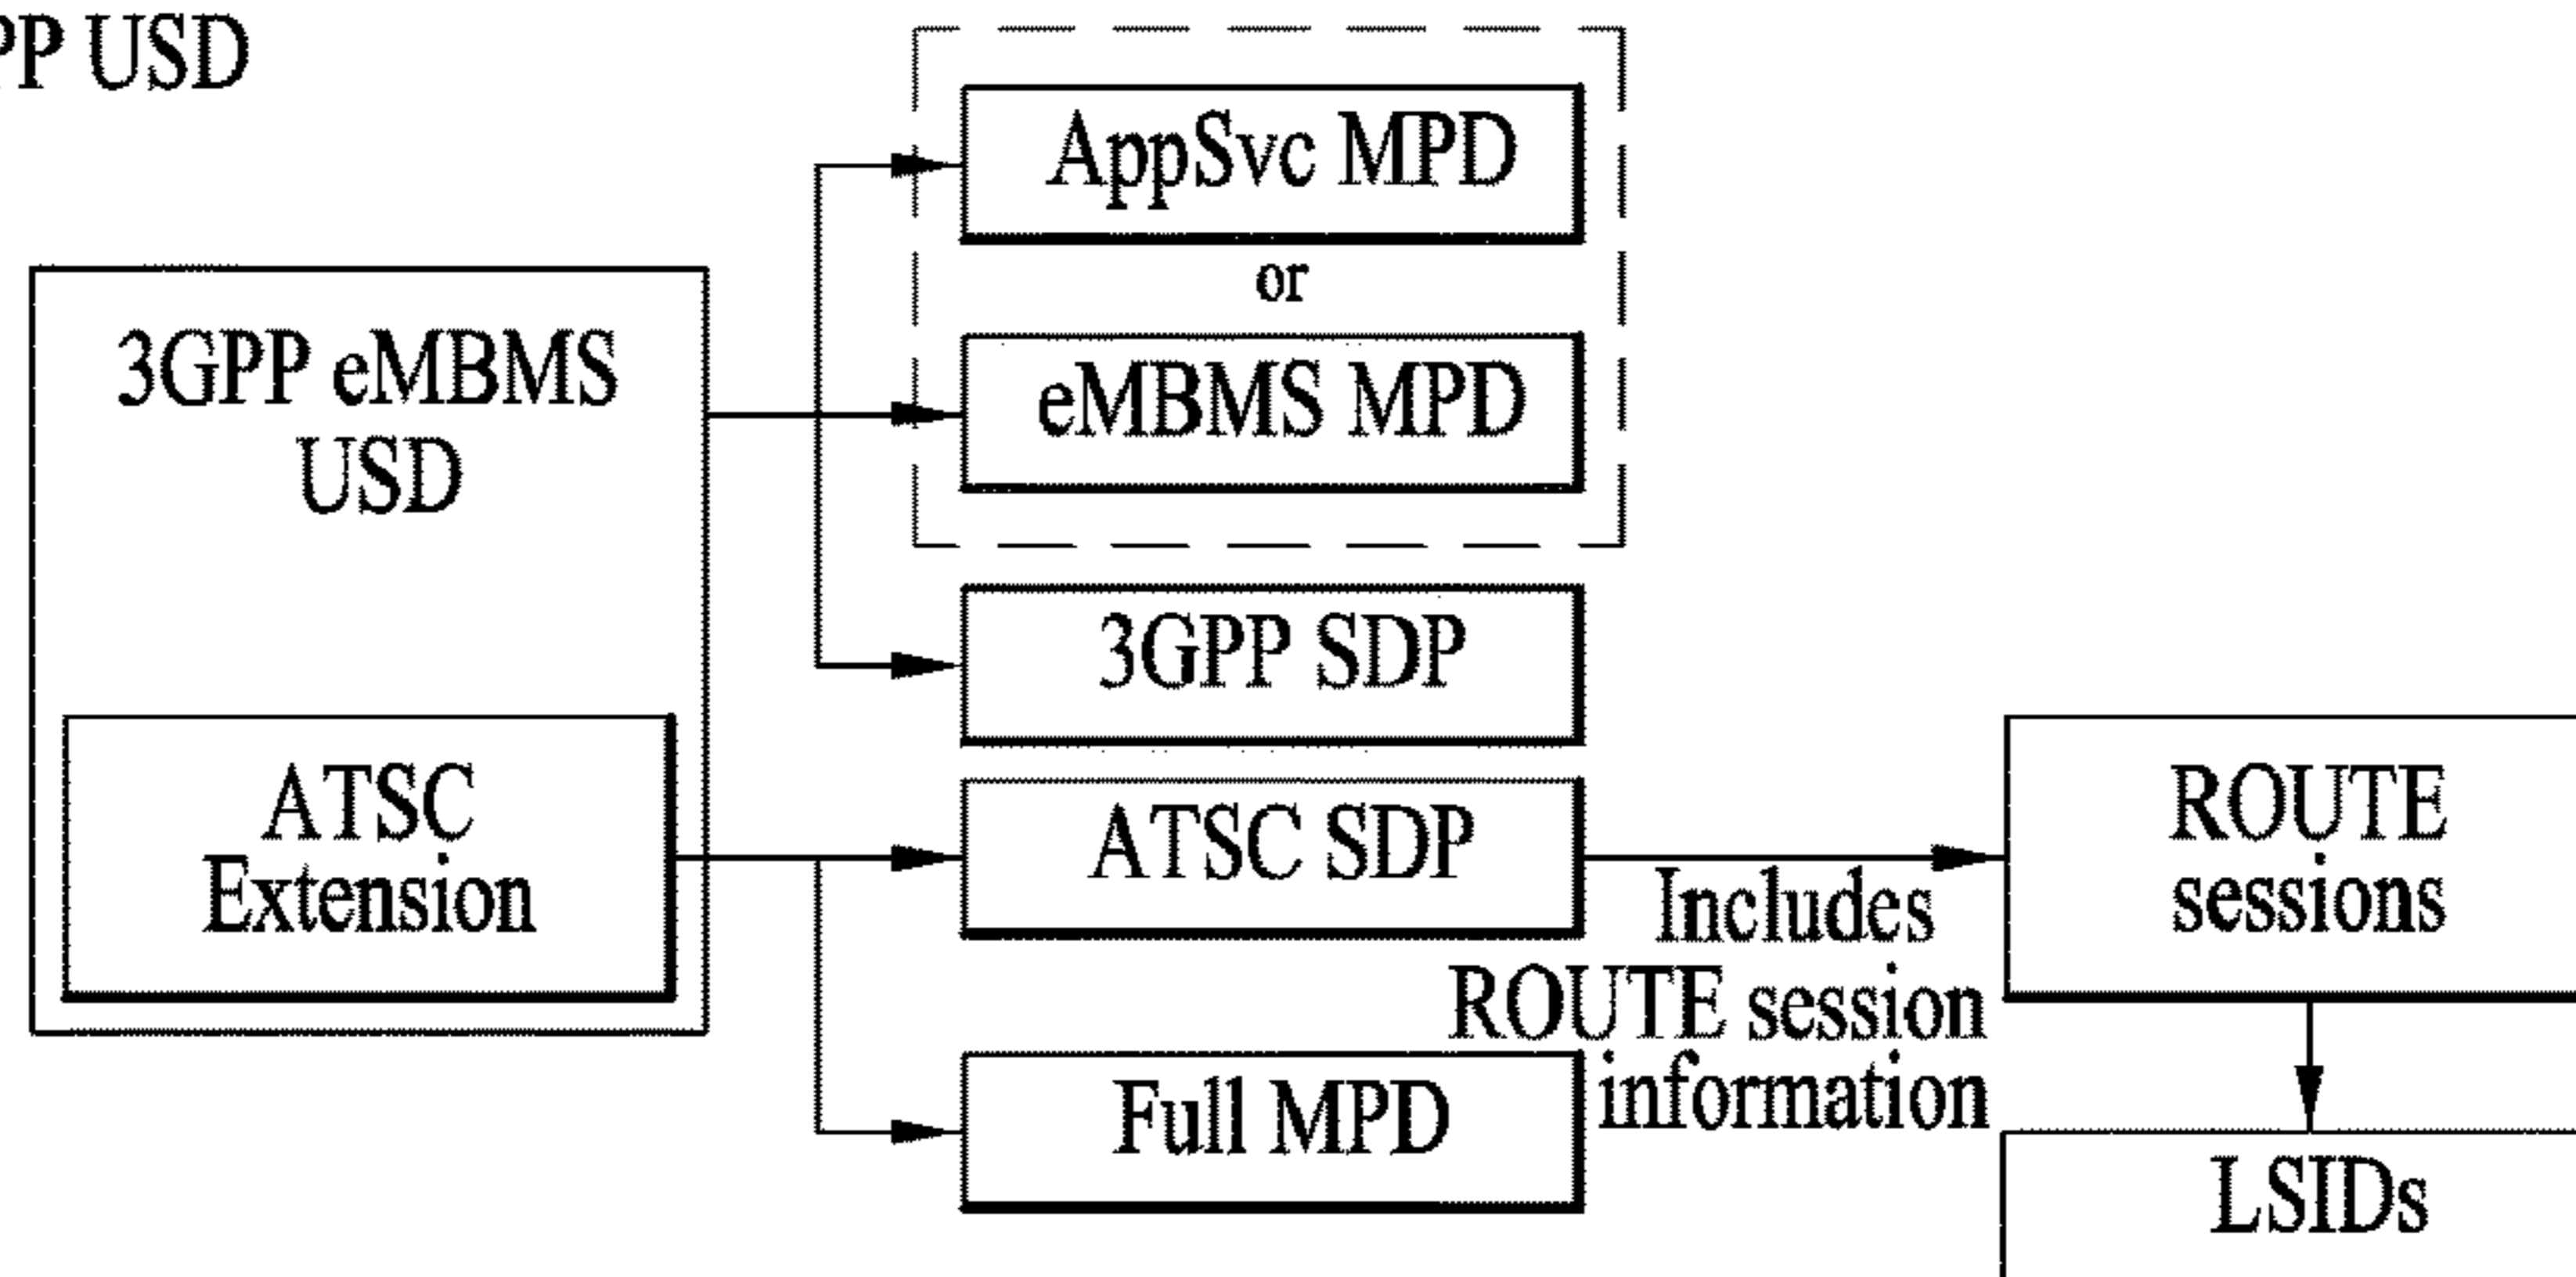 PP USD
AppSvc MPD
or
3GPP eMBMS
USD
eMBMS MPD
3GPP SDP
ATSC
Extension
ATSC SDP
Includes
ROUTE session
information
ROUTE
sessions
Full MPD
LSIDs